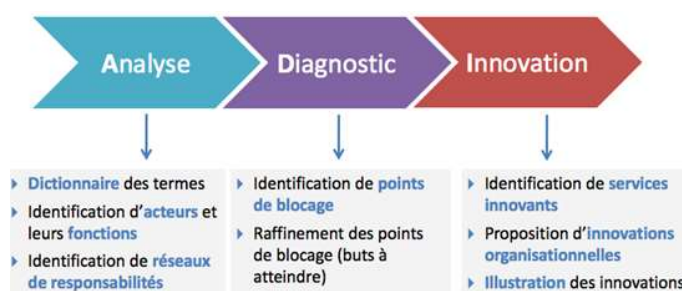 Analyse
Diagnostic
Innovation
Dictionnaire des termes
Identification d'acteurs et
leurs fonctions
Identification de réseaux
de responsabilités
Identification de points
de blocage
Raffinement des points
de blocage (buts à
atteindre)
Identification de services
innovants
Proposition d'innovations
organisationnelles
Illustration des innovations